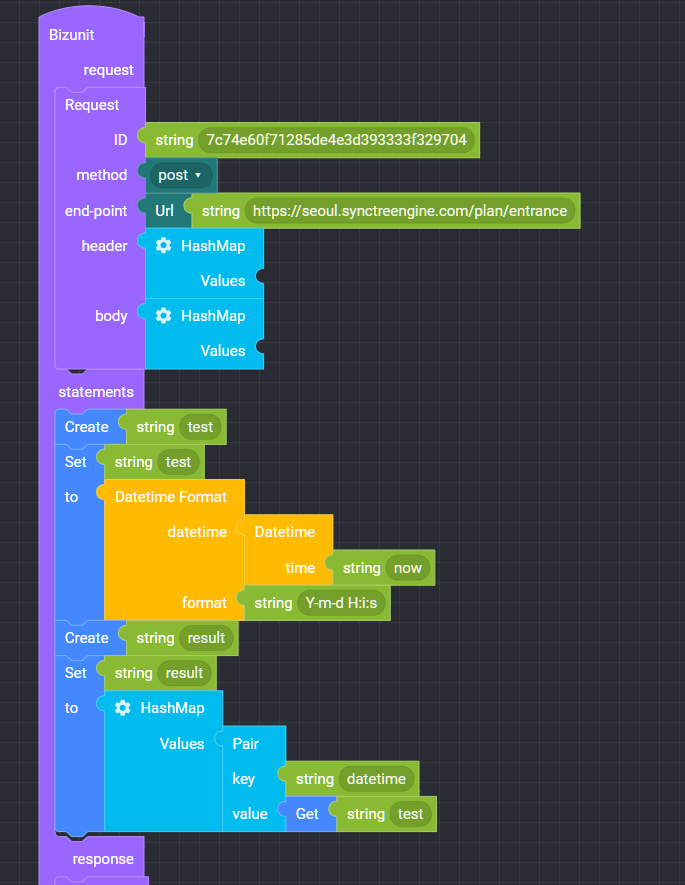 Bizunit
request
Request
ID string 7c74e60f71285de4e3d393333f329704
method post
end-point Url string https://seoul.synctreengine.com/plan/entrance
header HashMap
Values
body HashMap
Values
statements
Create string test
Set string test
to Datetime Format
datetime Datetime
time string now
format string Y-m-d H:i:s
Create string result
Set string result
to HashMap
Values Pair
key string datetime
value Get string test
response